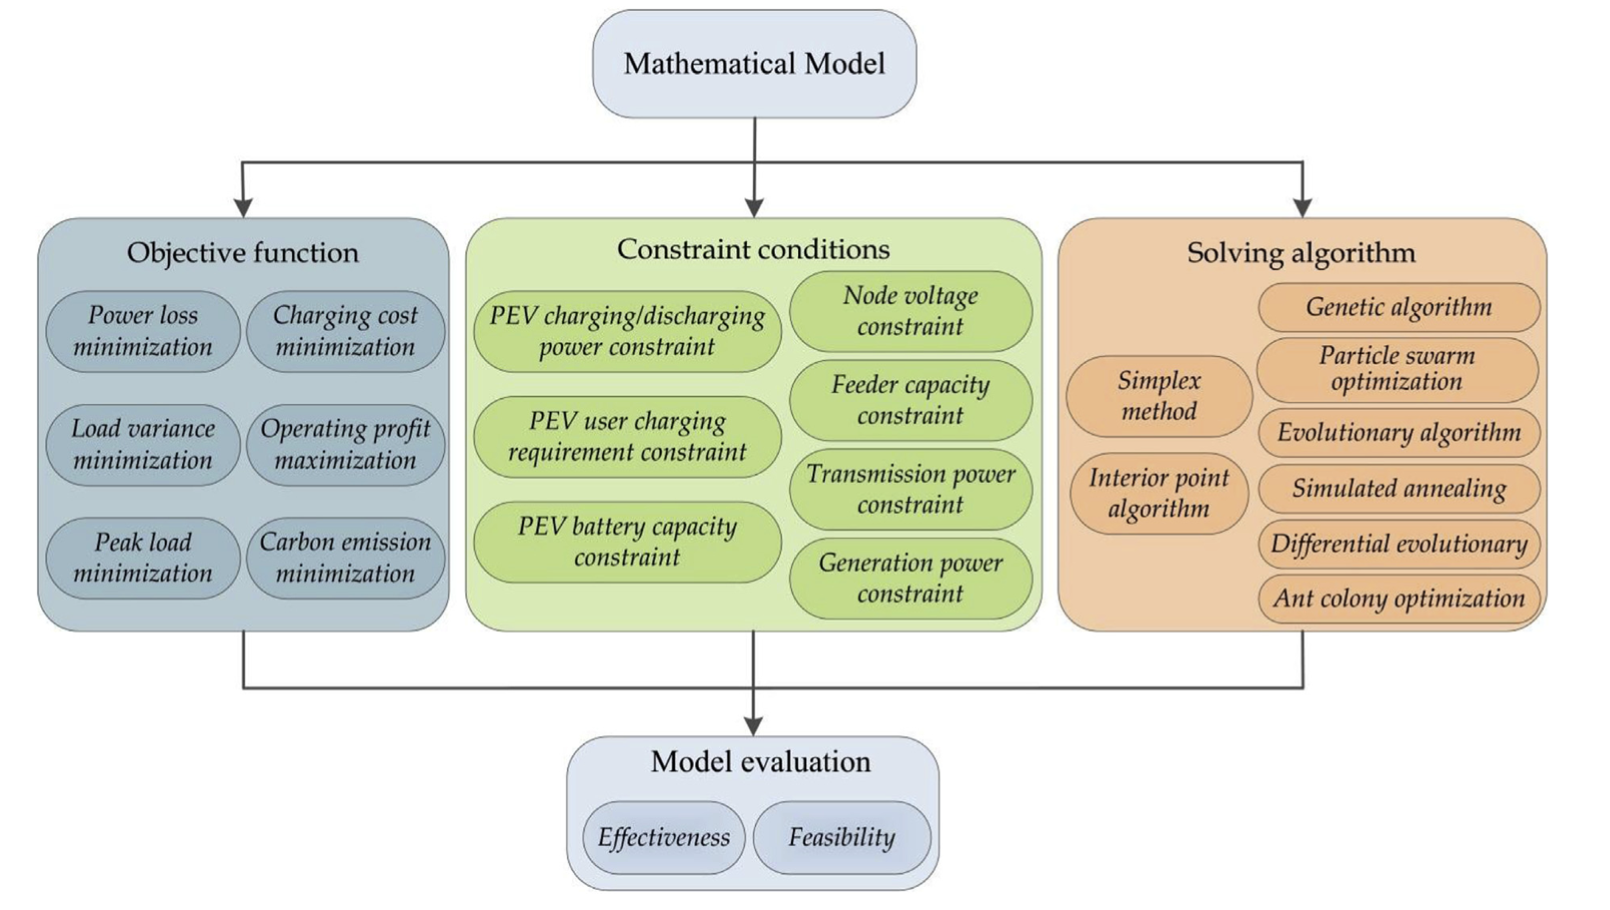 Mathematical Model
Objective function
Power loss
minimization
Charging cost
minimization
Load variance
minimization
Operating profit
maximization
Peak load
minimization
Carbon emission
minimization
Constraint conditions
PEV charging/discharging
power constraint
PEV user charging
requirement constraint
PEV battery capacity
constraint
Node voltage
constraint
Feeder capacity
constraint
Transmission power
constraint
Generation power
constraint
Solving algorithm
Simplex
method
Interior point
algorithm
Genetic algorithm
Particle swarm
optimization
Evolutionary algorithm
Simulated annealing
Differential evolutionary
Ant colony optimization
Model evaluation
Effectiveness
Feasibility